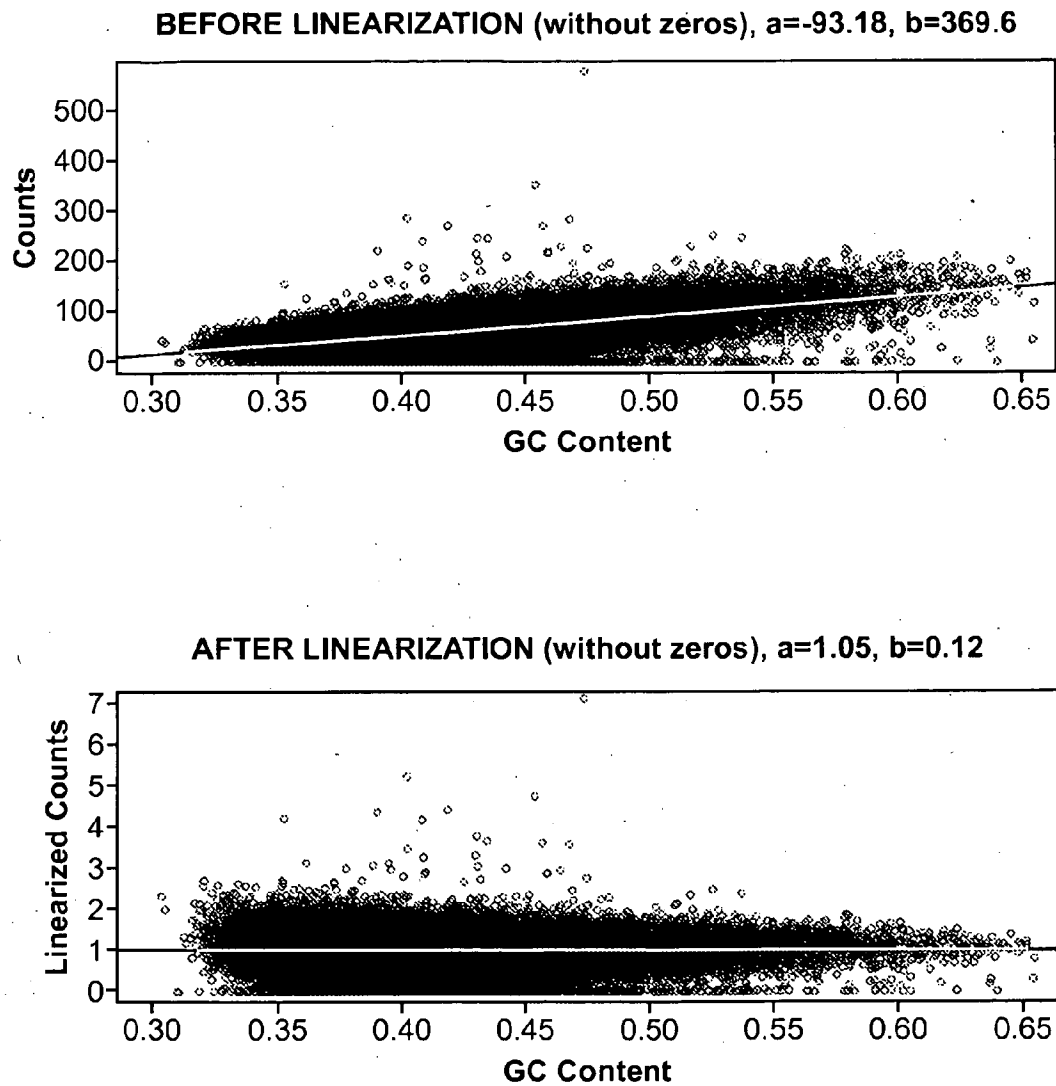 BEFORE LINEARIZATION (without zeros), a=-93.18, b=369.6
Counts
500
400
300
200
100
0
0.30 0.35 0.40 0.45 0.50 0.55 0.60 0.65
GC Content
AFTER LINEARIZATION (without zeros), a=1.05, b=0.12
Linearized Counts
7
6
5
4
3
2
1
0
0.30 0.35 0.40 0.45 0.50 0.55 0.60 0.65
GC Content